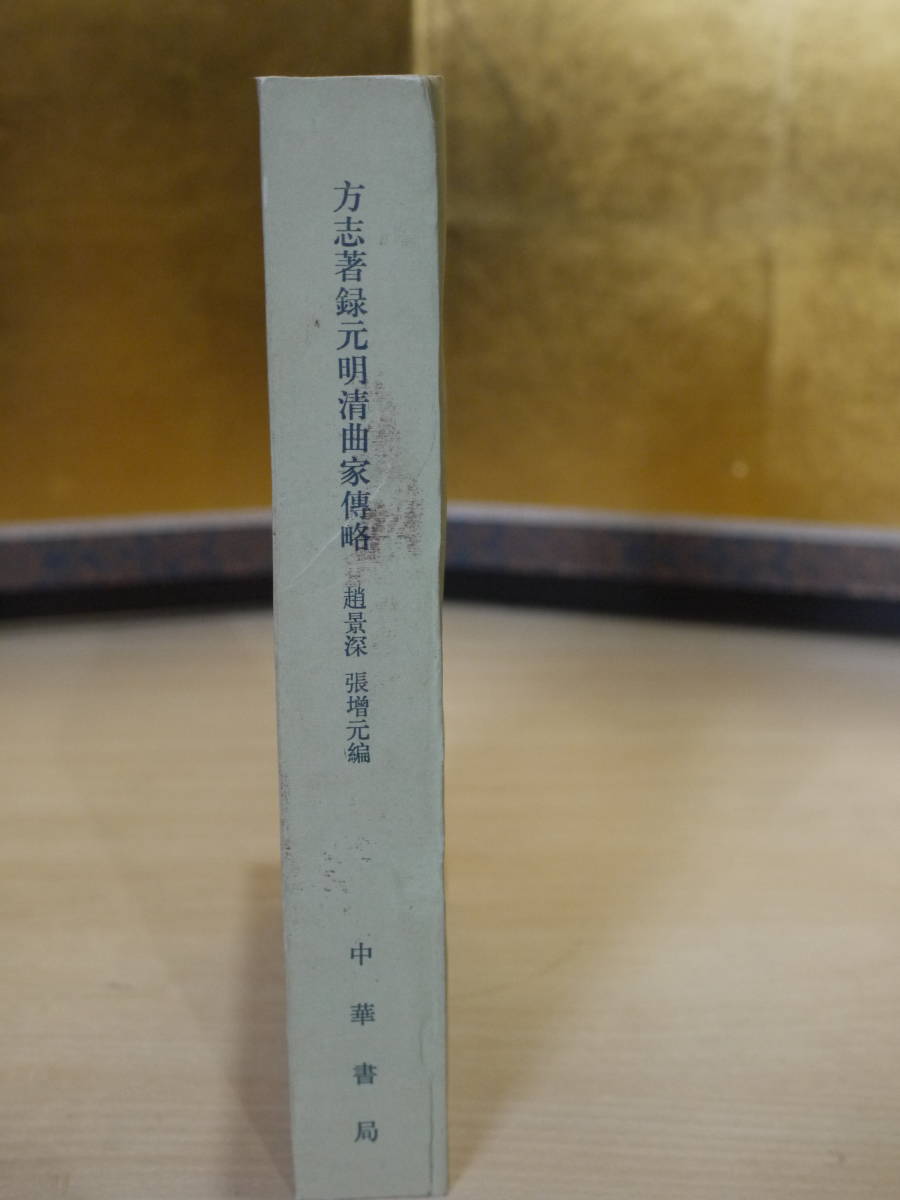 方志著録元明清曲家傳略
趙景深 張增元編
中華書局